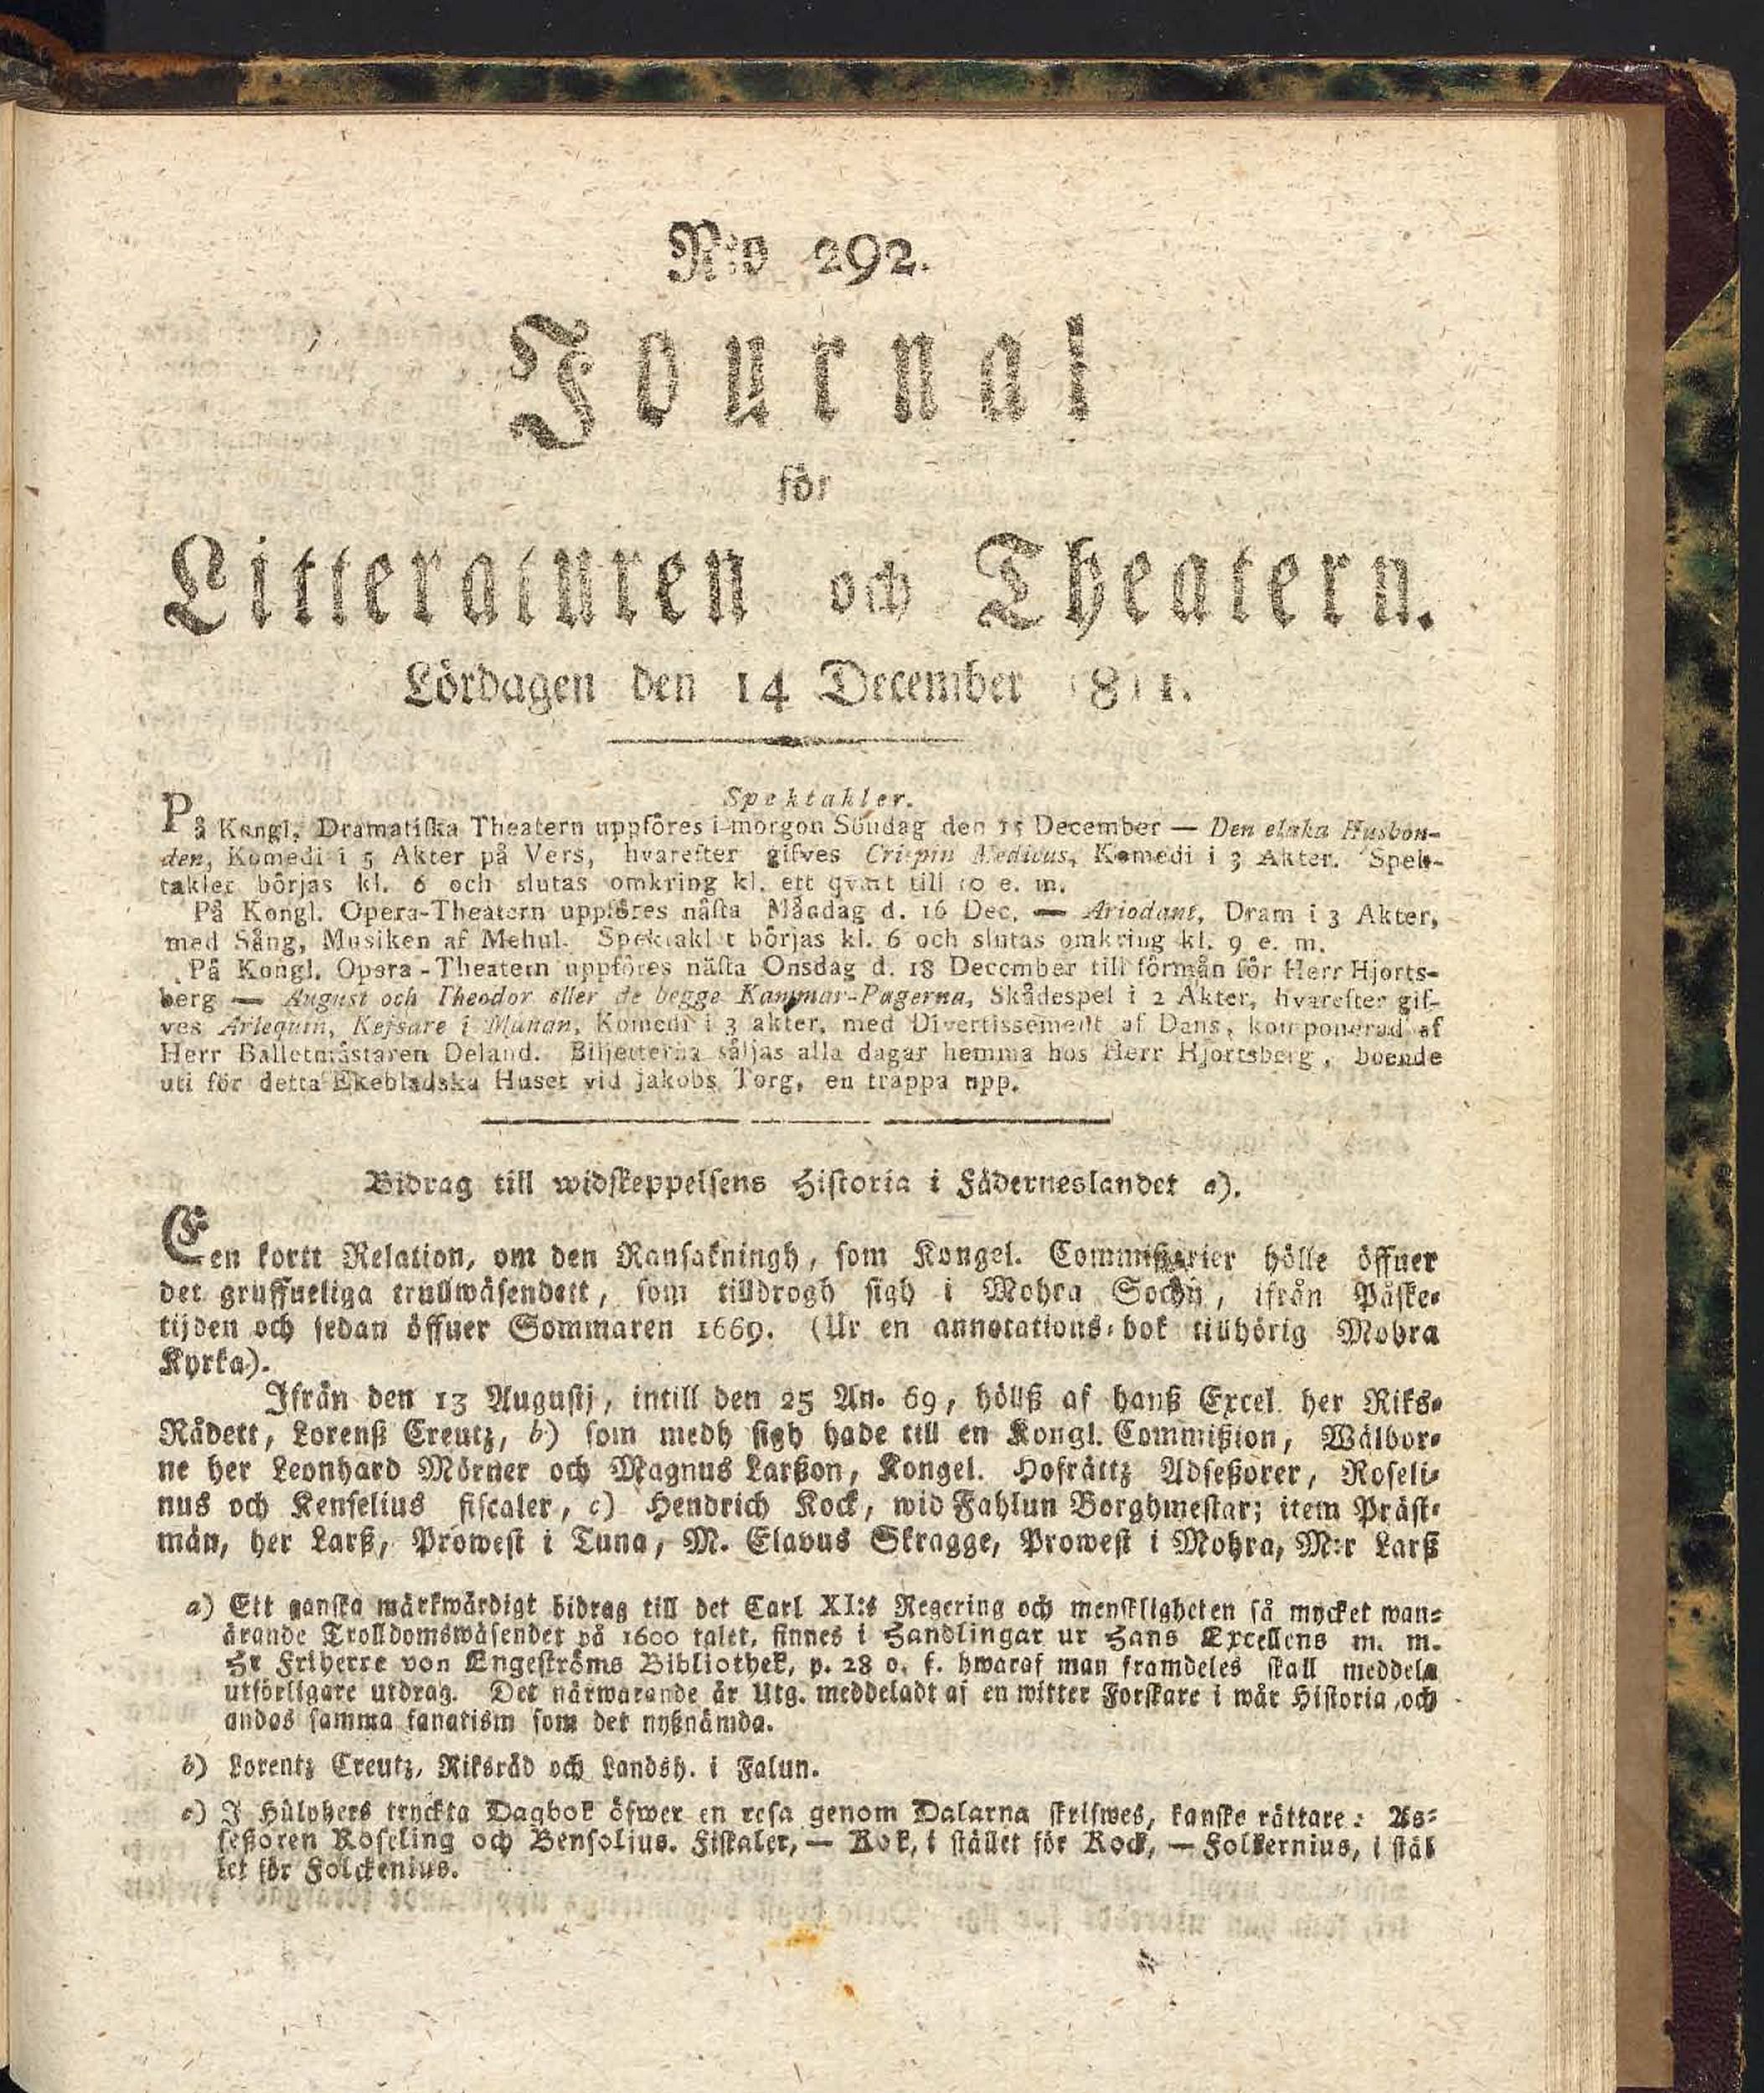 N:o 292.
Journal
för
Litteraturen och Theatern.
Lördagen den 14 December 1811.
Spektakler.
På Kongl. Dramatiska Theatern uppföres i morgon Söndag den 15 December — Den elaka Husbon-
den, Komedi i 5 Akter på Vers, hvarefter gifves Crispin Medicus, Komedi i 3 Akter. Spek-
taklet börjas kl. 6 och slutas omkring kl. ett qvart till 10 e. m.
På Kongl. Opera-Theatern uppföres nästa Måndag d. 16 Dec. — Ariodant, Dram i 3 Akter,
med Sång, Musiken af Mehul. Spektaklet börjas kl. 6 och slutas omkring kl. 9 e. m.
På Kongl. Opera-Theatern uppföres nästa Onsdag d. 18 December till förmån för Herr Hjorts-
berg — August och Theodor eller de begge Kammar-Pagerna, Skådespel i 2 Akter, hvarefter gif-
ves Arlequin, Kejsare i Månan, Komedi i 3 akter, med Divertissement af Dans, komponerad af
Herr Balletmästaren Deland. Biljetterna säljas alla dagar hemma hos Herr Hjortsberg, boende
uti för detta Ekebladska Huset vid Jakobs Torg, en trappa upp.
Bidrag till widskeppelsens Historia i Fäderneslandet a).
Een kortt Relation, om den Ransakningh, som Kongel. Commißarier hölle öffuer
det gruffueliga trullwäsendett, som tilldrogh sigh i Mohra Sochn, ifrån Påske-
tijden och sedan öffuer Sommaren 1669. (Ur en annotations-bok tillhörig Mohra
Kyrka).
Ifrån den 13 Augustj, intill den 25 An. 69, hölls af hanß Excel. her Riks-
Rådett, Lorenß Creutz, b) som medh sigh hade till en Kongl. Commißion, Wälbor-
ne her Leonhard Mörner och Magnus Larßon, Kongel. Hofrättz Adseßorer, Roseli-
nus och Kenselius fiscaler, c) Hendrich Kock, wid Fahlun Borghmestar; item Präst-
män, her Larß, Prowest i Tuna, M. Elavus Skragge, Prowest i Mohra, M:r Larß
a) Ett ganska märkwärdigt bidrag till det Carl XI:s Regering och menskligheten så mycket wan-
ärande Trolldomswäsendet på 1600 talet, finnes i Handlingar ur Hans Excellens m. m.
Hr Friherre von Engeströms Bibliothek, p. 28 o. f. hwaraf man framdeles skall meddela
utförligare utdrag. Det närwarande är Utg. meddeladt af en witter Forskare i wår Historia, och
andas samma fanatism som det nyßnämda.
b) Lorentz Creutz, Riksråd och Landsh. i Falun.
c) I Hülphers tryckta Dagbok öfwer en resa genom Dalarna skrifwes, kanske rättare: As-
seßoren Roseling och Bensolius. Fiskaler, — Kok, i stället för Kock, — Folkernius, i stäl
let för Folckenius.